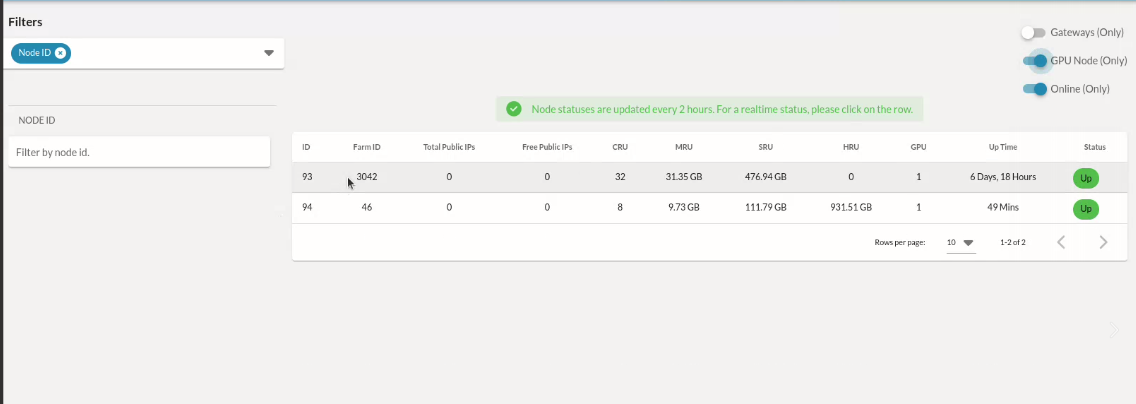 Filters
Node ID
Gateways (Only)
GPU Node (Only)
Online (Only)
Node statuses are updated every 2 hours. For a realtime status, please click on the row.
NODE ID
Filter by node id.
ID Farm ID Total Public IPs Free Public IPs CRU MRU SRU HRU GPU Up Time Status
93 3042 0 0 32 31.35 GB 476.94 GB 0 1 6 Days, 18 Hours Up
94 46 0 0 8 9.73 GB 111.79 GB 931.51 GB 1 49 Mins Up
Rows per page: 10 1-2 of 2